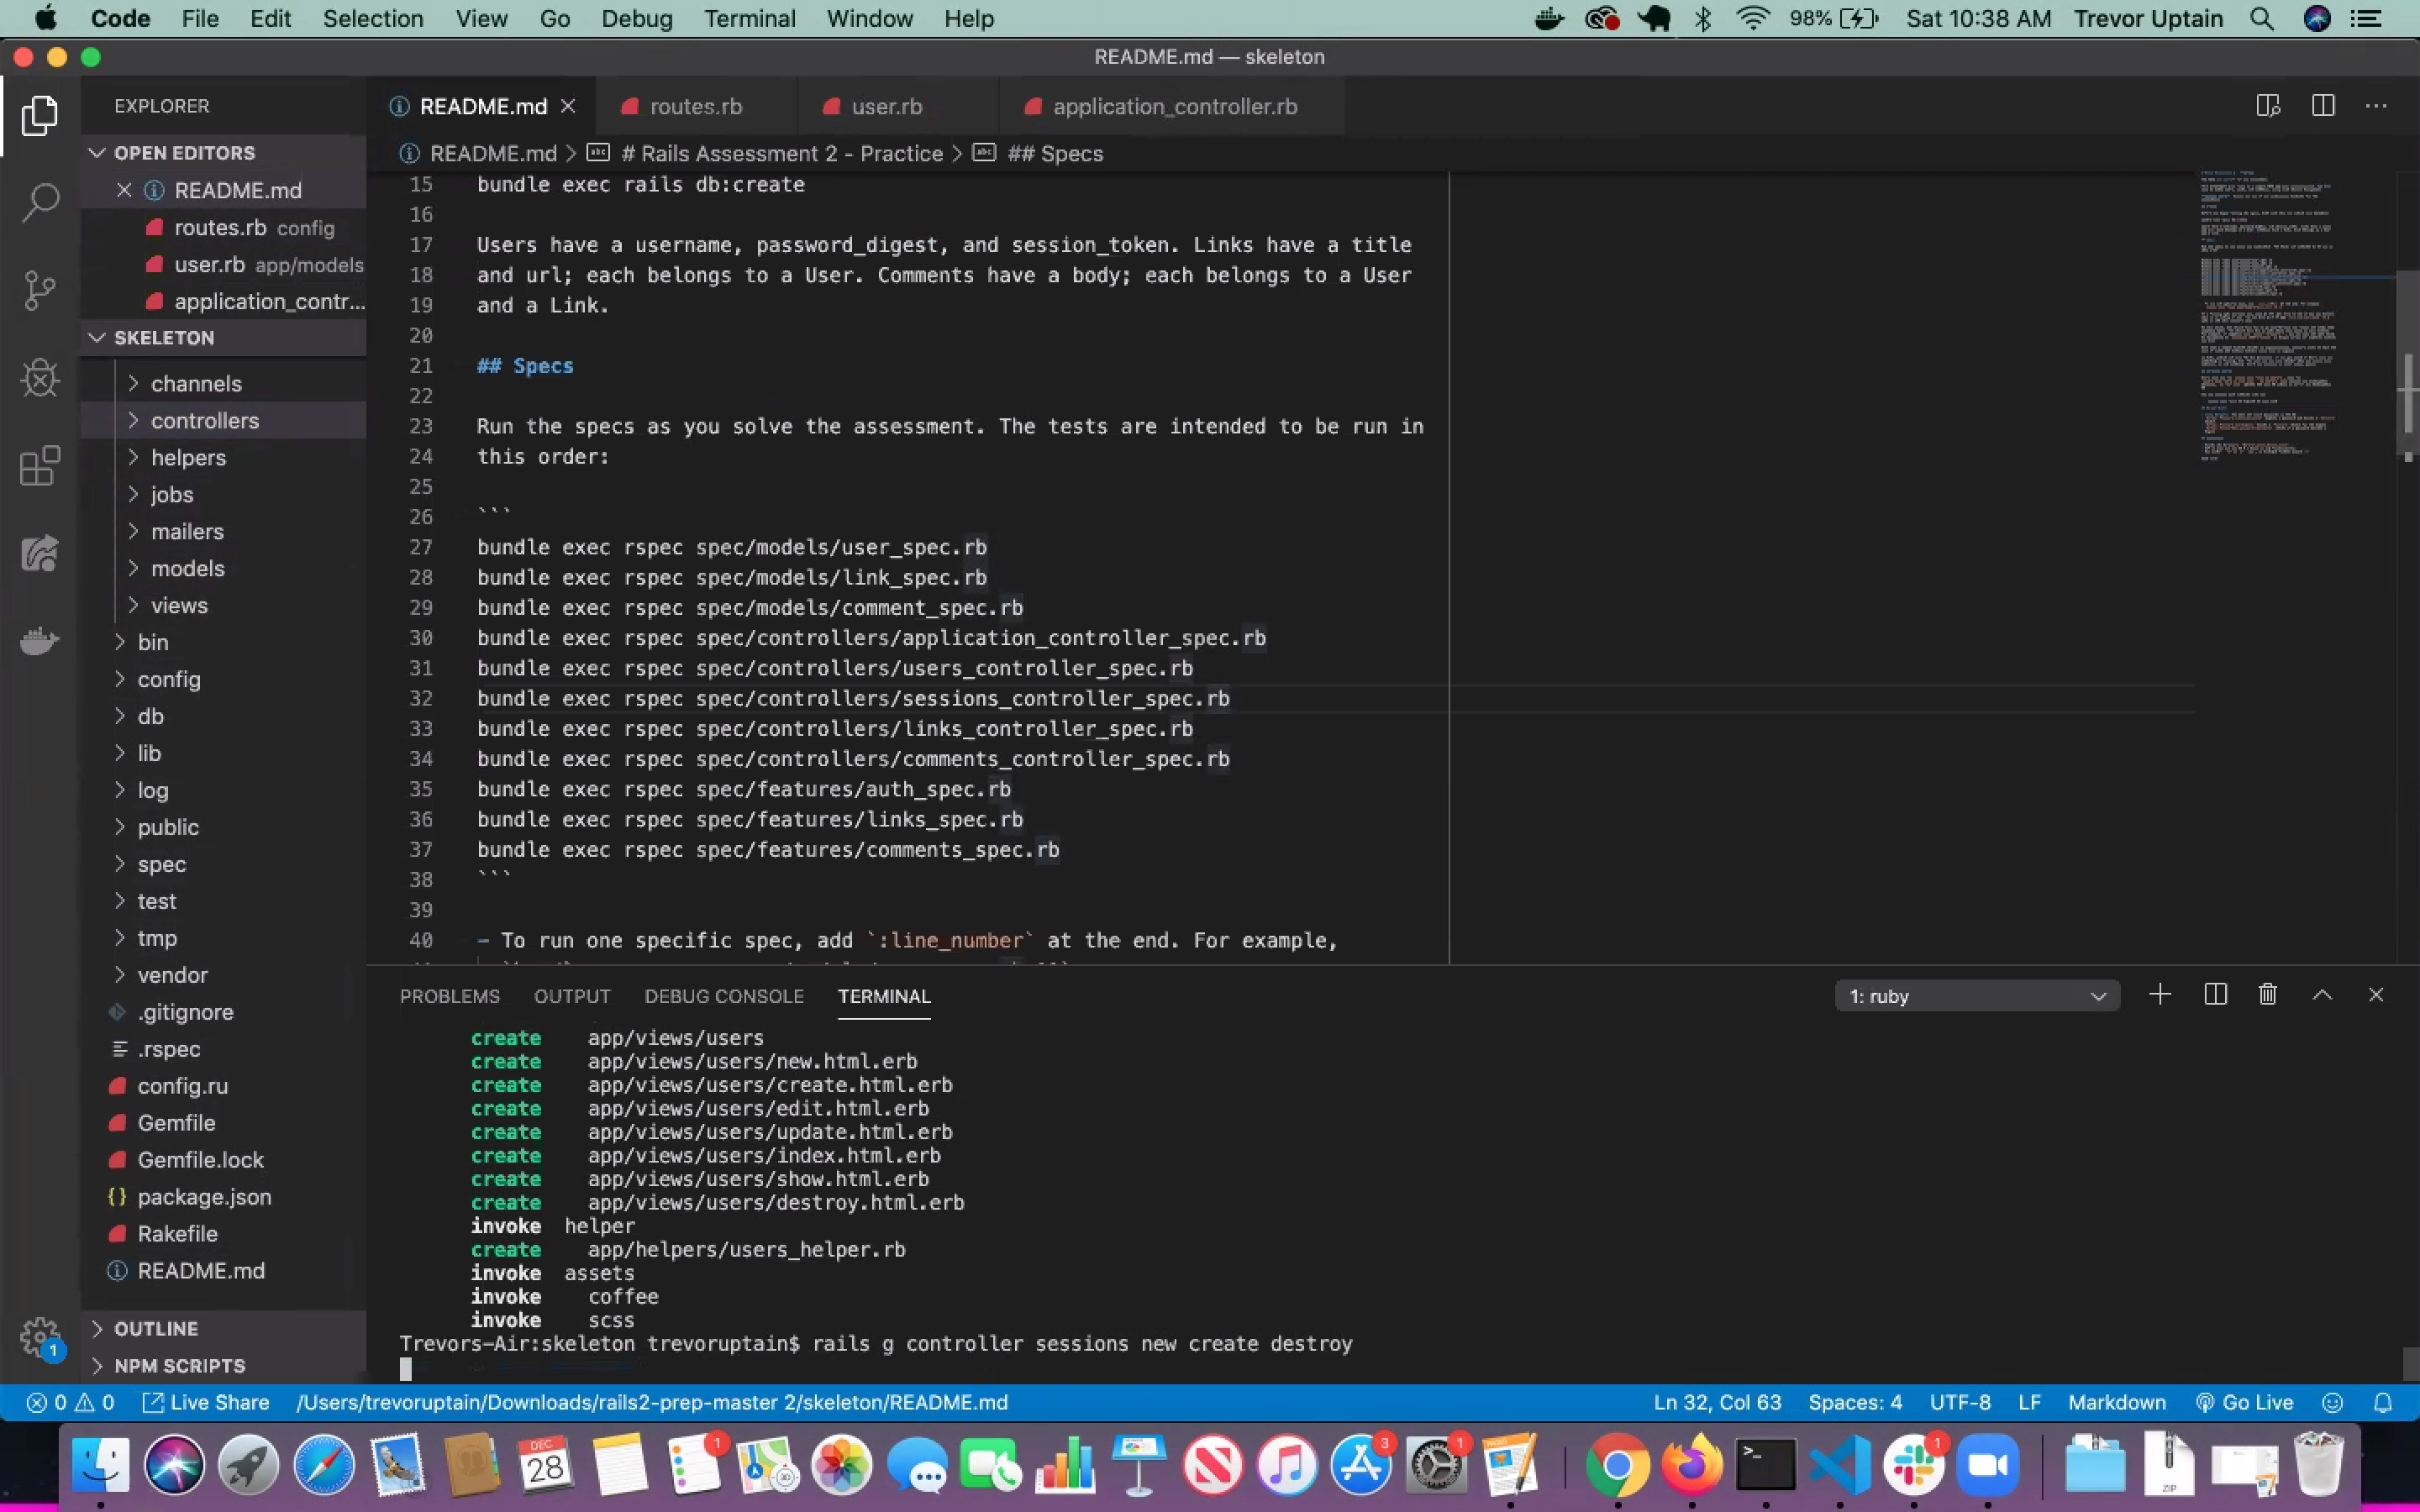 Code File Edit Selection View Go Debug Terminal Window Help 98% Sat 10:38 AM Trevor Uptain
README.md — skeleton
EXPLORER
README.md routes.rb user.rb application_controller.rb
OPEN EDITORS
README.md > # Rails Assessment 2 - Practice > ## Specs
README.md
routes.rb config
user.rb app/models
application_contr...
SKELETON
channels
controllers
helpers
jobs
mailers
models
views
bin
config
db
lib
log
public
spec
test
tmp
vendor
.gitignore
.rspec
config.ru
Gemfile
Gemfile.lock
package.json
Rakefile
README.md
OUTLINE
NPM SCRIPTS
15 bundle exec rails db:create
16
17 Users have a username, password_digest, and session_token. Links have a title
18 and url; each belongs to a User. Comments have a body; each belongs to a User
19 and a Link.
20
21 ## Specs
22
23 Run the specs as you solve the assessment. The tests are intended to be run in
24 this order:
25
26 ```
27 bundle exec rspec spec/models/user_spec.rb
28 bundle exec rspec spec/models/link_spec.rb
29 bundle exec rspec spec/models/comment_spec.rb
30 bundle exec rspec spec/controllers/application_controller_spec.rb
31 bundle exec rspec spec/controllers/users_controller_spec.rb
32 bundle exec rspec spec/controllers/sessions_controller_spec.rb
33 bundle exec rspec spec/controllers/links_controller_spec.rb
34 bundle exec rspec spec/controllers/comments_controller_spec.rb
35 bundle exec rspec spec/features/auth_spec.rb
36 bundle exec rspec spec/features/links_spec.rb
37 bundle exec rspec spec/features/comments_spec.rb
38 ```
39
40 - To run one specific spec, add `:line_number` at the end. For example,
PROBLEMS OUTPUT DEBUG CONSOLE TERMINAL 1: ruby
create app/views/users
create app/views/users/new.html.erb
create app/views/users/create.html.erb
create app/views/users/edit.html.erb
create app/views/users/update.html.erb
create app/views/users/index.html.erb
create app/views/users/show.html.erb
create app/views/users/destroy.html.erb
invoke helper
create app/helpers/users_helper.rb
invoke assets
invoke coffee
invoke scss
Trevors-Air:skeleton trevoruptain$ rails g controller sessions new create destroy
1
0 0 Live Share /Users/trevoruptain/Downloads/rails2-prep-master 2/skeleton/README.md Ln 32, Col 63 Spaces: 4 UTF-8 LF Markdown Go Live
DEC
28
1
3
1
1
ZIP